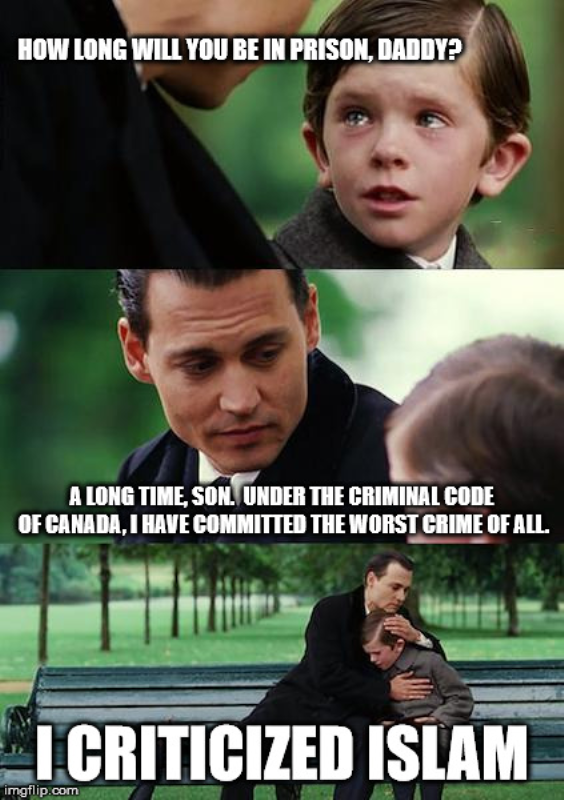 HOW LONG WILL YOU BE IN PRISON, DADDY?
A LONG TIME, SON. UNDER THE CRIMINAL CODE
OF CANADA, I HAVE COMMITTED THE WORST CRIME OF ALL.
I CRITICIZED ISLAM
imgflip.com